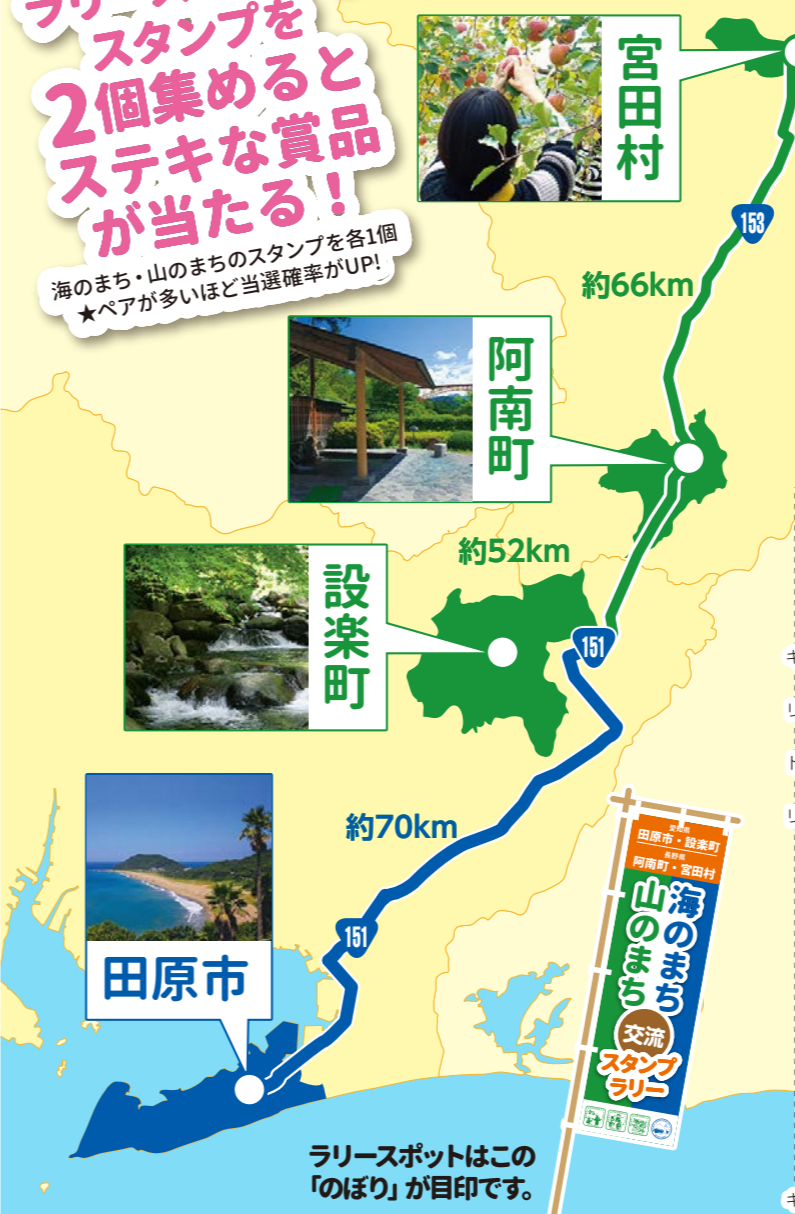 スタンプを
2個集めると
ステキな賞品
が当たる!
海のまち・山のまちのスタンプを各1個
★ペアが多いほど当選確率がUP!
宮田村
153
約66km
阿南町
約52km
設楽町
151
約70km
151
田原市
愛知県
田原市・設楽町
長野県
阿南町・宮田村
海のまち
山のまち
交流
スタンプ
ラリー
ラリースポットはこの
「のぼり」が目印です。